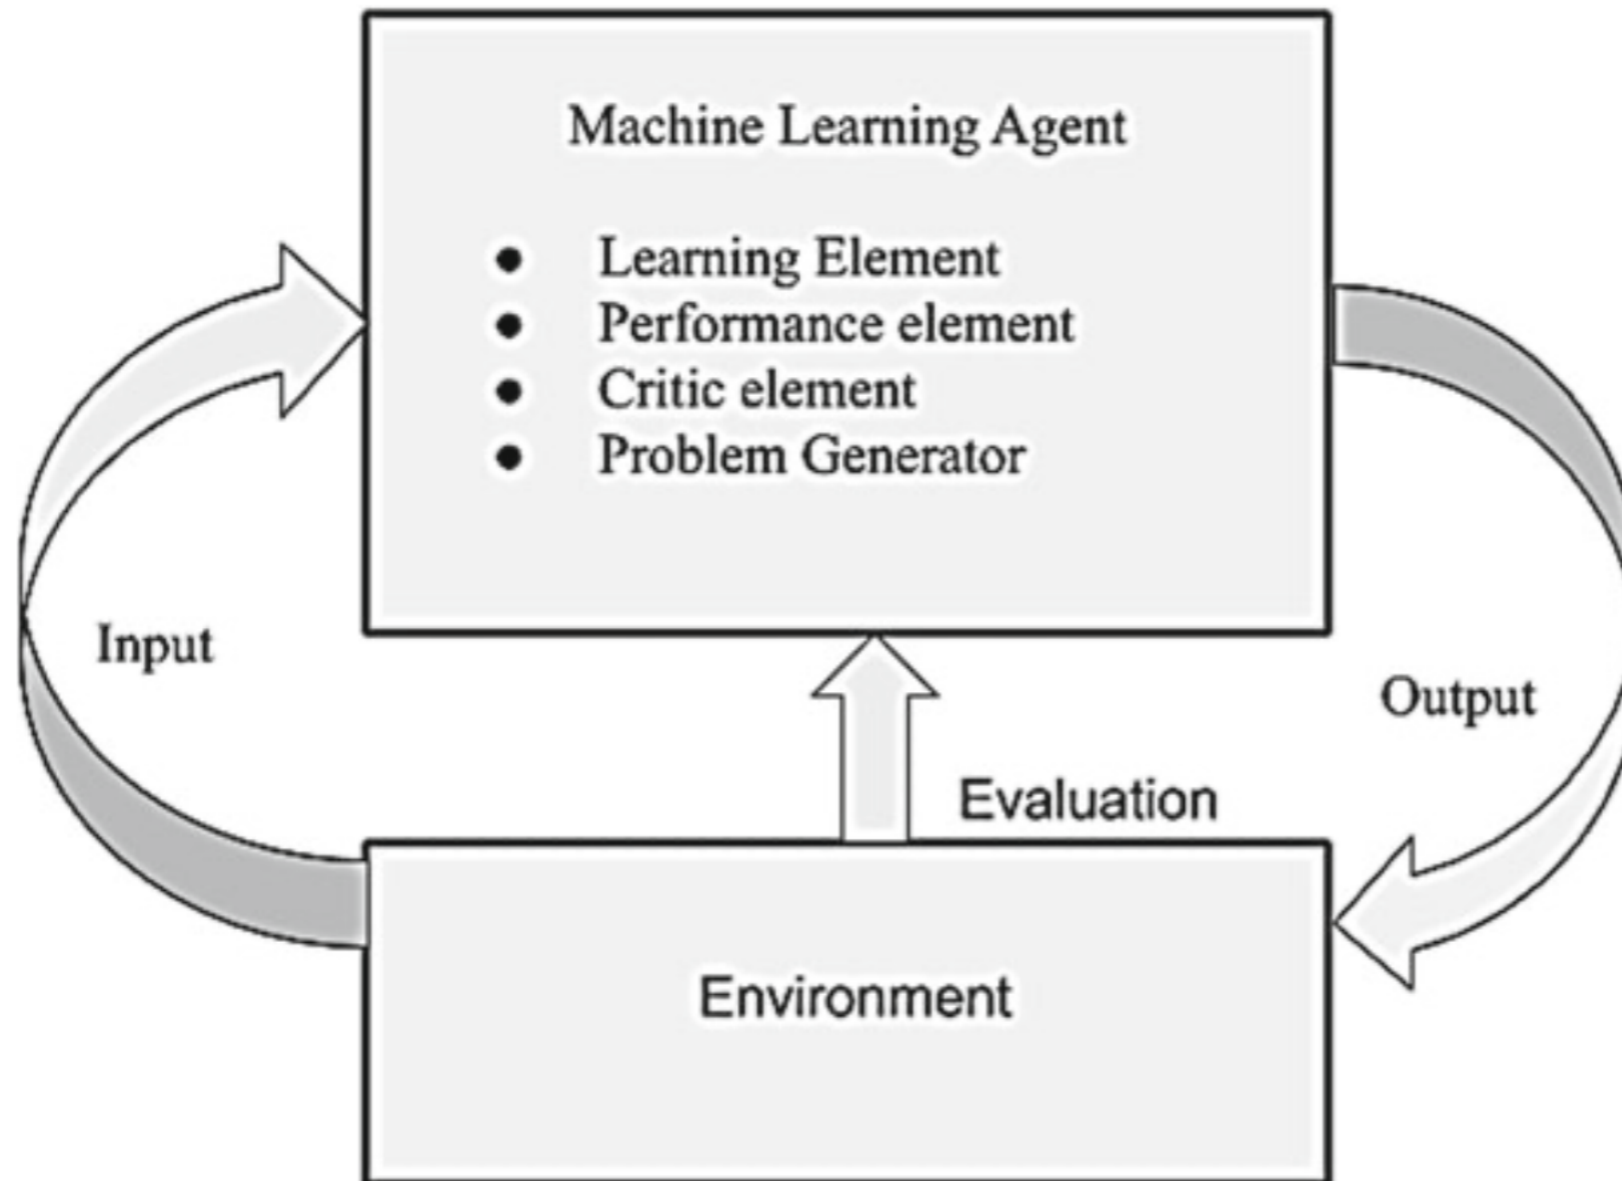 Machine Learning Agent
● Learning Element
● Performance element
● Critic element
● Problem Generator
Input
Output
Evaluation
Environment